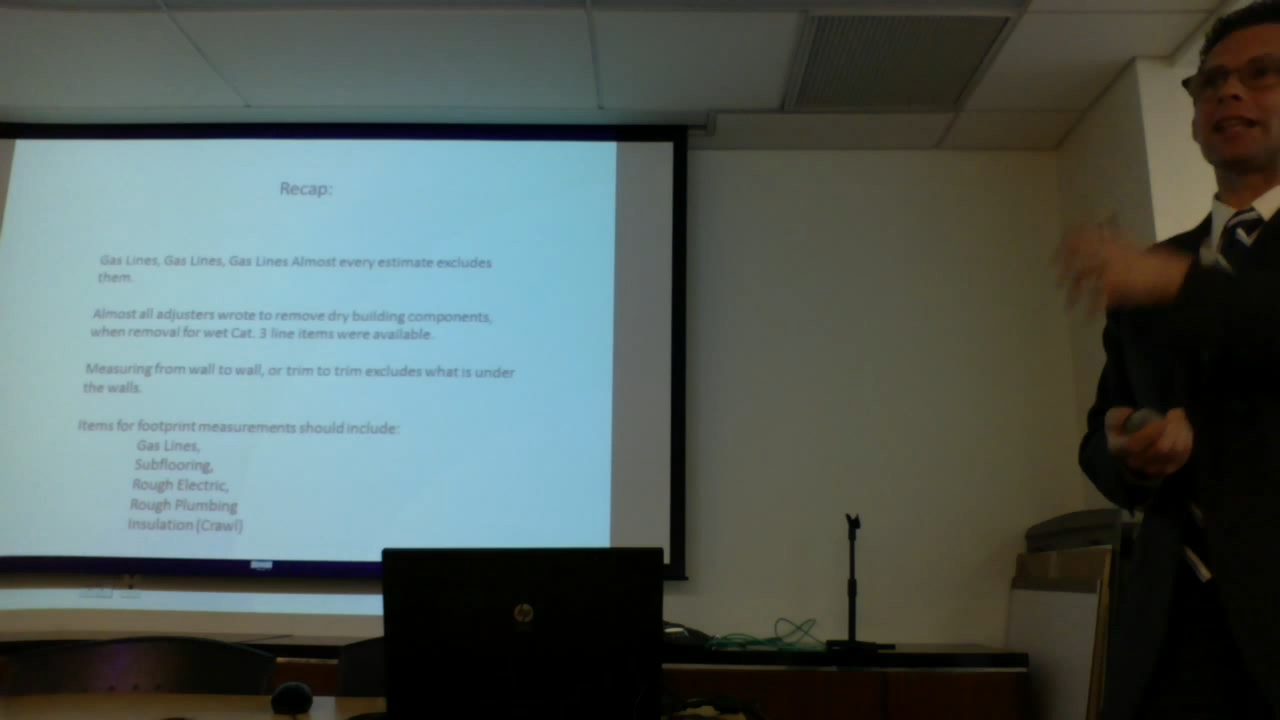 Recap:
Gas Lines, Gas Lines, Gas Lines Almost every estimate excludes
them.
Almost all adjusters wrote to remove dry building components,
when removal for wet Cat. 3 line items were available.
Measuring from wall to wall, or trim to trim excludes what is under
the walls.
Items for footprint measurements should include:
Gas Lines,
Subflooring,
Rough Electric,
Rough Plumbing
Insulation (Crawl)
hp